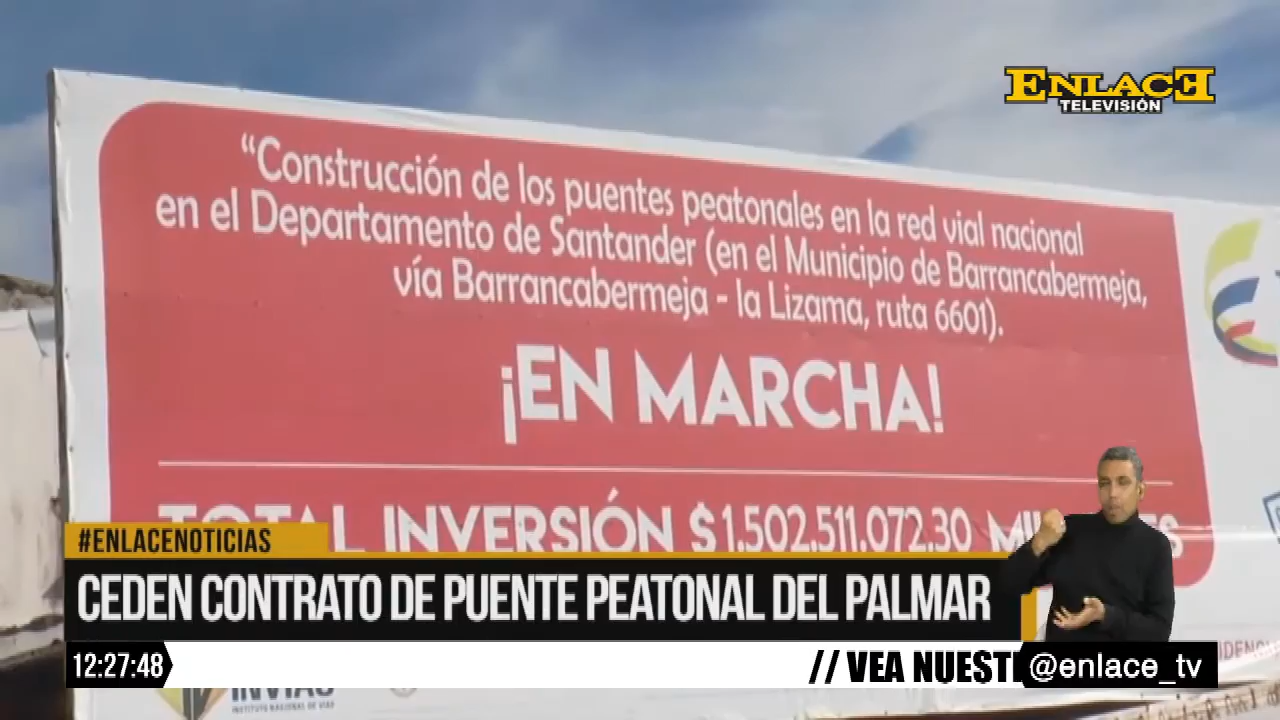 ENLACE
TELEVISIÓN
“Construcción de los puentes peatonales en la red vial nacional
en el Departamento de Santander (en el Municipio de Barrancabermeja,
vía Barrancabermeja - la Lizama, ruta 6601).
¡EN MARCHA!
TOTAL INVERSIÓN $1.502.511.072.30
#ENLACENOTICIAS
CEDEN CONTRATO DE PUENTE PEATONAL DEL PALMAR
12:27:48
// VEA
@enlace_tv
INVIAS
INSTITUTO NACIONAL DE VÍAS